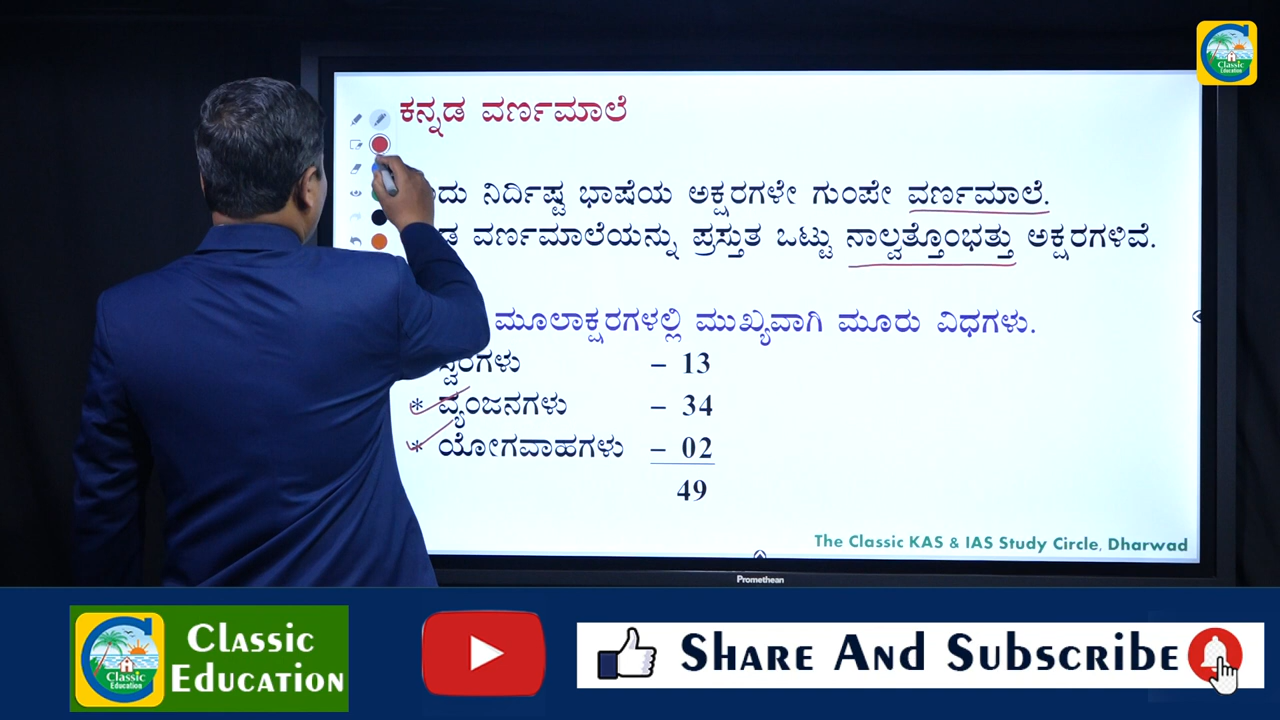 Classic
Education
ಕನ್ನಡ ವರ್ಣಮಾಲೆ
ನಿರ್ದಿಷ್ಟ ಭಾಷೆಯ ಅಕ್ಷರಗಳೇ ಗುಂಪೇ ವರ್ಣಮಾಲೆ.
ವರ್ಣಮಾಲೆಯನ್ನು ಪ್ರಸ್ತುತ ಒಟ್ಟು ನಾಲ್ವತ್ತೊಂಭತ್ತು ಅಕ್ಷರಗಳಿವೆ.
ಮೂಲಾಕ್ಷರಗಳಲ್ಲಿ ಮುಖ್ಯವಾಗಿ ಮೂರು ವಿಧಗಳು.
ಸ್ವರಗಳು – 13
* ವ್ಯಂಜನಗಳು – 34
* ಯೋಗವಾಹಗಳು – 02
49
The Classic KAS & IAS Study Circle, Dharwad
Promethean
Classic
Education
Classic
Education
Share And Subscribe